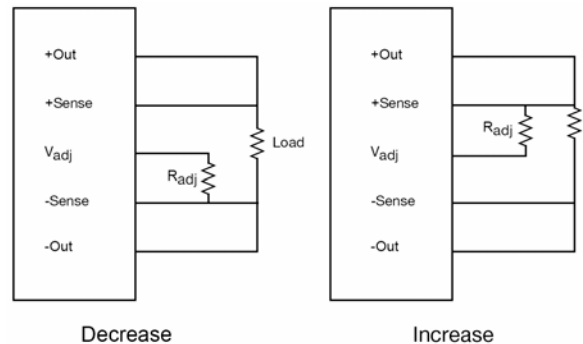 +Out
+Sense
Vadj
-Sense
-Out
Radj
Load
Decrease
+Out
+Sense
Vadj
-Sense
-Out
Radj
Increase